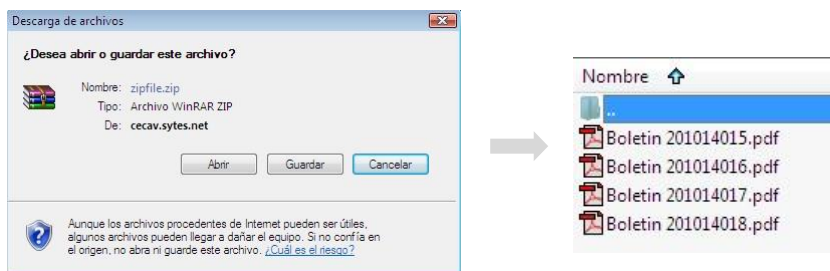 Descarga de archivos
¿Desea abrir o guardar este archivo?
Nombre: zipfile.zip
Tipo: Archivo WinRAR ZIP
De: cecav.sytes.net
Abrir Guardar Cancelar
Aunque los archivos procedentes de Internet pueden ser útiles,
algunos archivos pueden llegar a dañar el equipo. Si no confía en
el origen, no abra ni guarde este archivo. ¿Cuál es el riesgo?
Nombre
..
Boletin 201014015.pdf
Boletin 201014016.pdf
Boletin 201014017.pdf
Boletin 201014018.pdf